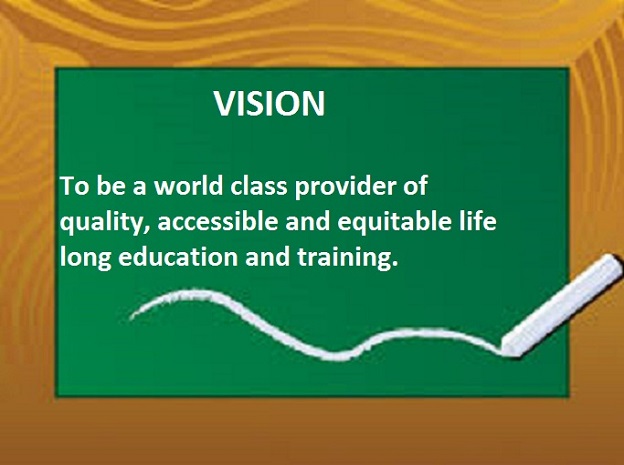 VISION
To be a world class provider of
quality, accessible and equitable life
long education and training.